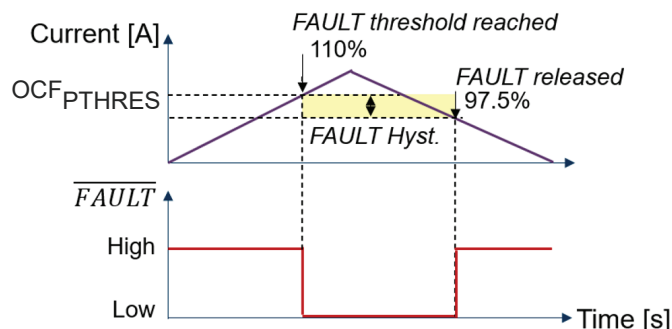 FAULT threshold reached
Current [A]
110%
FAULT released
OCFPTHRES
97.5%
FAULT Hyst.
FAULT
High
Low
Time [s]